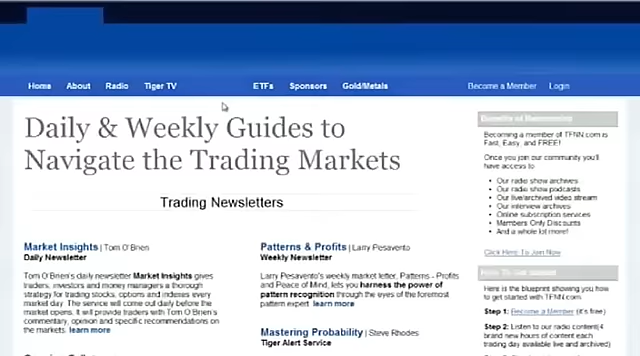 Home About Radio Tiger TV ETFs Sponsors Gold/Metals Become a Member Login
Daily & Weekly Guides to
Navigate the Trading Markets
Trading Newsletters
Market Insights | Tom O'Brien
Daily Newsletter
Tom O'Brien's daily newsletter Market Insights gives
traders, investors and money managers a thorough
strategy for trading stocks, options and indexes every
market day. The service will come out daily before the
market opens. It will provide traders with Tom O'Brien's
commentary, opinion and specific recommendations on
the markets. learn more
Patterns & Profits | Larry Pesavento
Weekly Newsletter
Larry Pesavento's weekly market letter, Patterns - Profits
and Peace of Mind, lets you harness the power of
pattern recognition through the eyes of the foremost
pattern expert. learn more
Mastering Probability | Steve Rhodes
Tiger Alert Service
Benefits of Membership
Becoming a member of TFNN.com is
Fast, Easy, and FREE!
Once you join our community you'll
have access to
• Our radio show archives
• Our radio show podcasts
• Our live/archived video stream
• Our interview archives
• Online subscription services
• Members Only Discounts
• And a whole lot more!
Click Here To Join Now
How To Get Started
Here is the blueprint showing you
how to get started with TFNN.com
Step 1: Become a Member (it's free)
Step 2: Listen to our radio content(4
brand new hours of content each
trading day available live and archived)